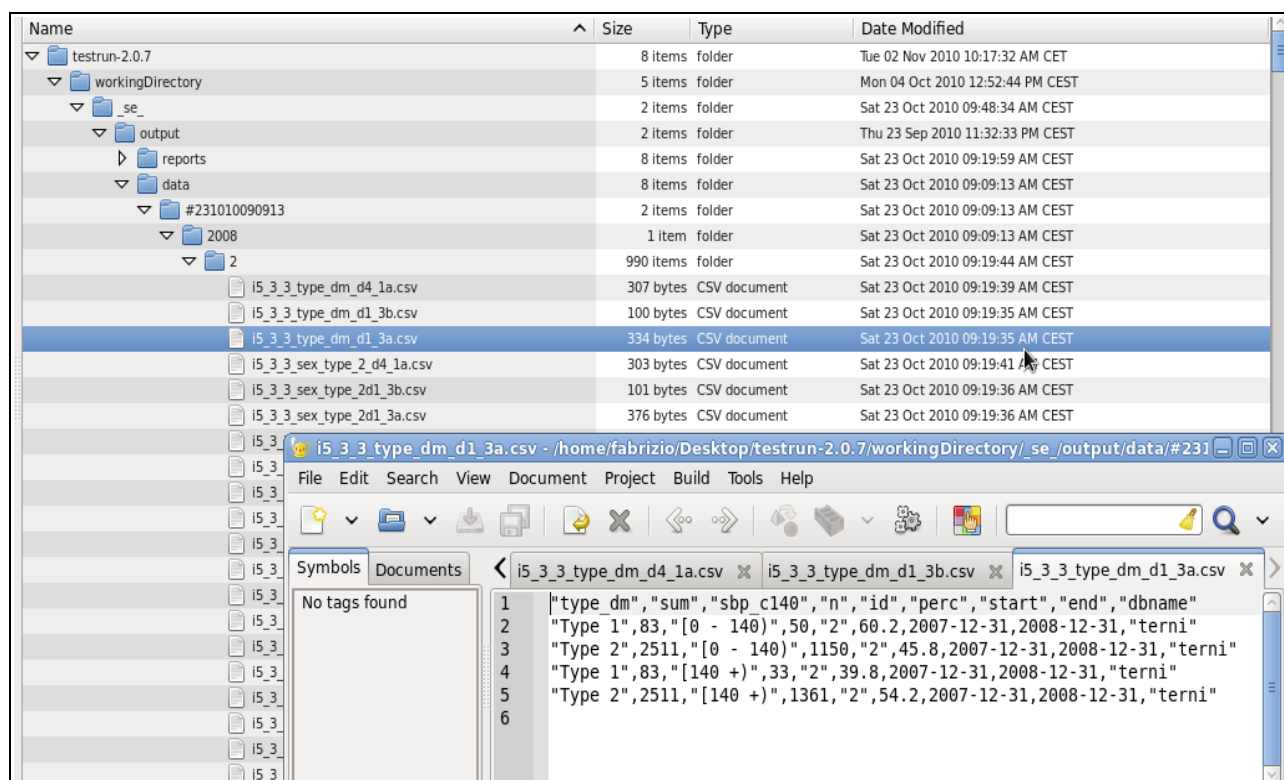 Name Size Type Date Modified
testrun-2.0.7 8 items folder Tue 02 Nov 2010 10:17:32 AM CET
workingDirectory 5 items folder Mon 04 Oct 2010 12:52:44 PM CEST
_se_ 2 items folder Sat 23 Oct 2010 09:48:34 AM CEST
output 2 items folder Thu 23 Sep 2010 11:32:33 PM CEST
reports 8 items folder Sat 23 Oct 2010 09:19:59 AM CEST
data 8 items folder Sat 23 Oct 2010 09:09:13 AM CEST
#231010090913 2 items folder Sat 23 Oct 2010 09:09:13 AM CEST
2008 1 item folder Sat 23 Oct 2010 09:09:13 AM CEST
2 990 items folder Sat 23 Oct 2010 09:19:44 AM CEST
i5_3_3_type_dm_d4_1a.csv 307 bytes CSV document Sat 23 Oct 2010 09:19:39 AM CEST
i5_3_3_type_dm_d1_3b.csv 100 bytes CSV document Sat 23 Oct 2010 09:19:35 AM CEST
i5_3_3_type_dm_d1_3a.csv 334 bytes CSV document Sat 23 Oct 2010 09:19:35 AM CEST
i5_3_3_sex_type_2_d4_1a.csv 303 bytes CSV document Sat 23 Oct 2010 09:19:41 AM CEST
i5_3_3_sex_type_2d1_3b.csv 101 bytes CSV document Sat 23 Oct 2010 09:19:36 AM CEST
i5_3_3_sex_type_2d1_3a.csv 376 bytes CSV document Sat 23 Oct 2010 09:19:36 AM CEST
i5_3
i5_3
i5_3
i5_3
i5_3
i5_3
i5_3
i5_3
i5_3
i5_3
i5_3
i5_3
i5_3
i5_3
i5_3_3_type_dm_d1_3a.csv - /home/fabrizio/Desktop/testrun-2.0.7/workingDirectory/_se_/output/data/#231
File Edit Search View Document Project Build Tools Help
Symbols Documents i5_3_3_type_dm_d4_1a.csv i5_3_3_type_dm_d1_3b.csv i5_3_3_type_dm_d1_3a.csv
No tags found
1 "type_dm","sum","sbp_c140","n","id","perc","start","end","dbname"
2 "Type 1",83,"[0 - 140)",50,"2",60.2,2007-12-31,2008-12-31,"terni"
3 "Type 2",2511,"[0 - 140)",1150,"2",45.8,2007-12-31,2008-12-31,"terni"
4 "Type 1",83,"[140 +)",33,"2",39.8,2007-12-31,2008-12-31,"terni"
5 "Type 2",2511,"[140 +)",1361,"2",54.2,2007-12-31,2008-12-31,"terni"
6